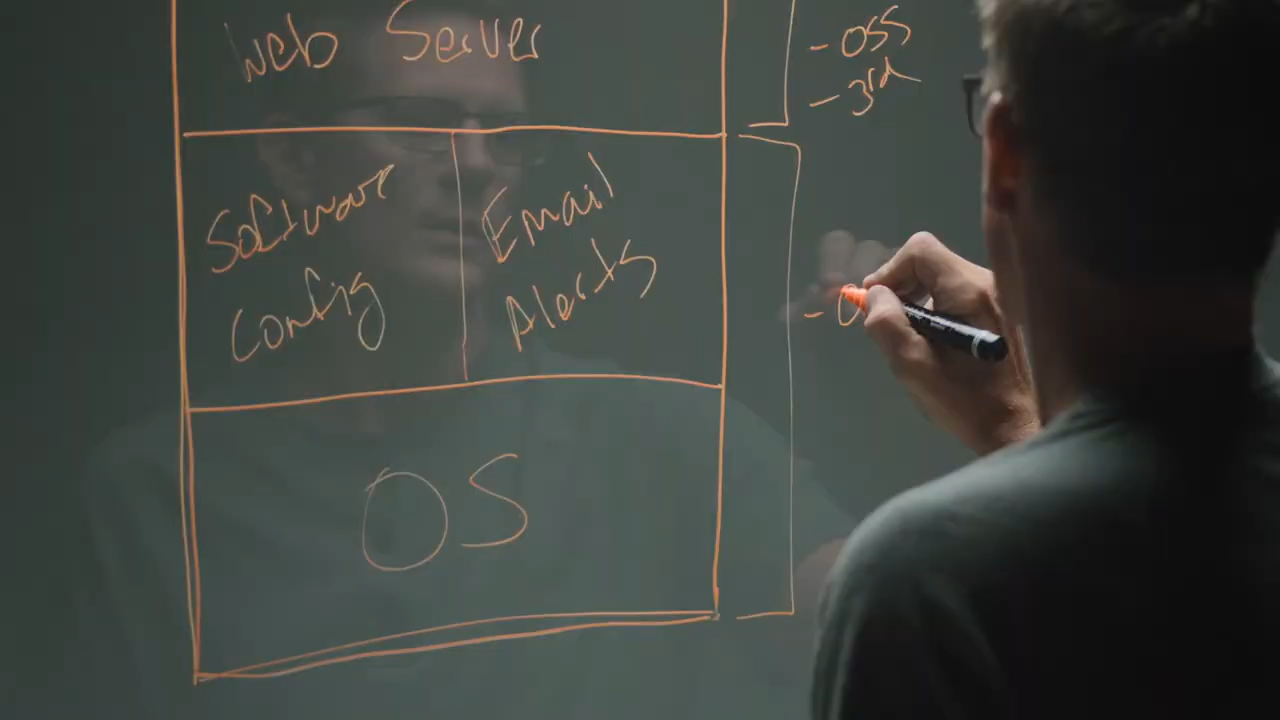 Web Server
- OSS
- 3rd
Software
Config
Email
Alerts
- O
OS